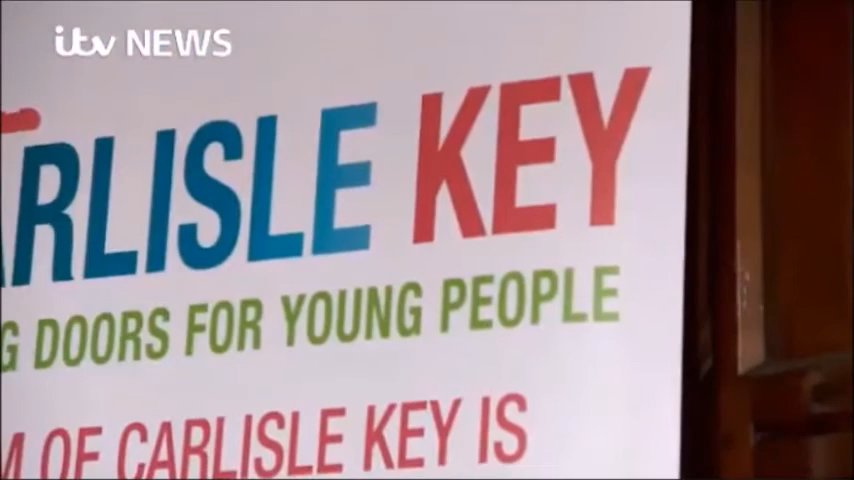 itv NEWS
ARLISLE KEY
G DOORS FOR YOUNG PEOPLE
M OF CARLISLE KEY IS